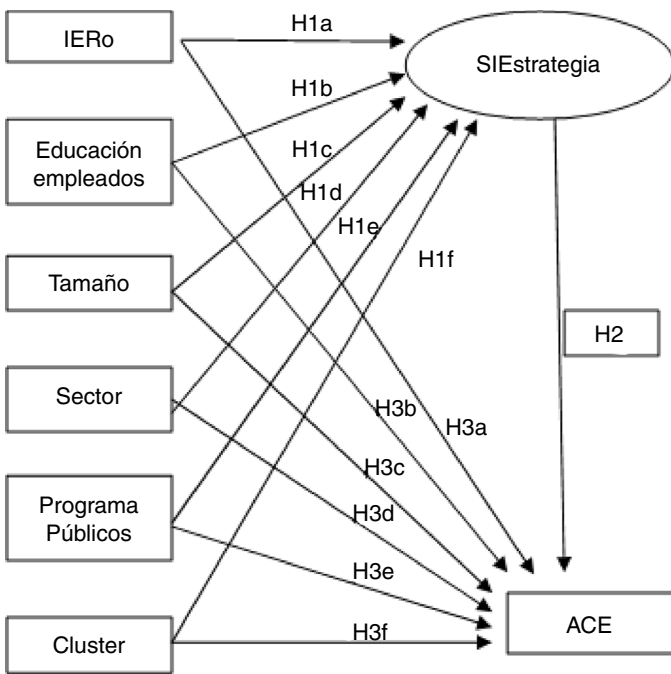 IERo
H1a
SIEstrategia
H1b
Educación
empleados
H1c
H1d
H1e
Tamaño
H1f
H2
Sector
H3b
H3a
H3c
Programa
Públicos
H3d
H3e
Cluster
H3f
ACE